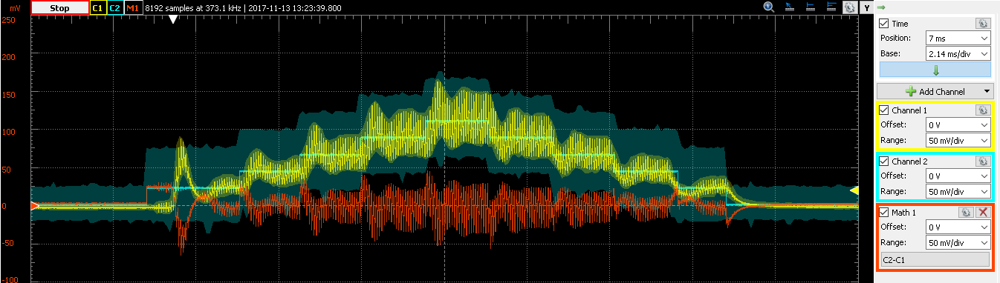 mV Stop C1 C2 M1 8192 samples at 373.1 kHz | 2017-11-13 13:23:39.800 Y
250
200
150
100
50
0
-50
-100
Time
Position: 7 ms
Base: 2.14 ms/div
Add Channel
Channel 1
Offset: 0 V
Range: 50 mV/div
Channel 2
Offset: 0 V
Range: 50 mV/div
Math 1
Offset: 0 V
Range: 50 mV/div
C2-C1